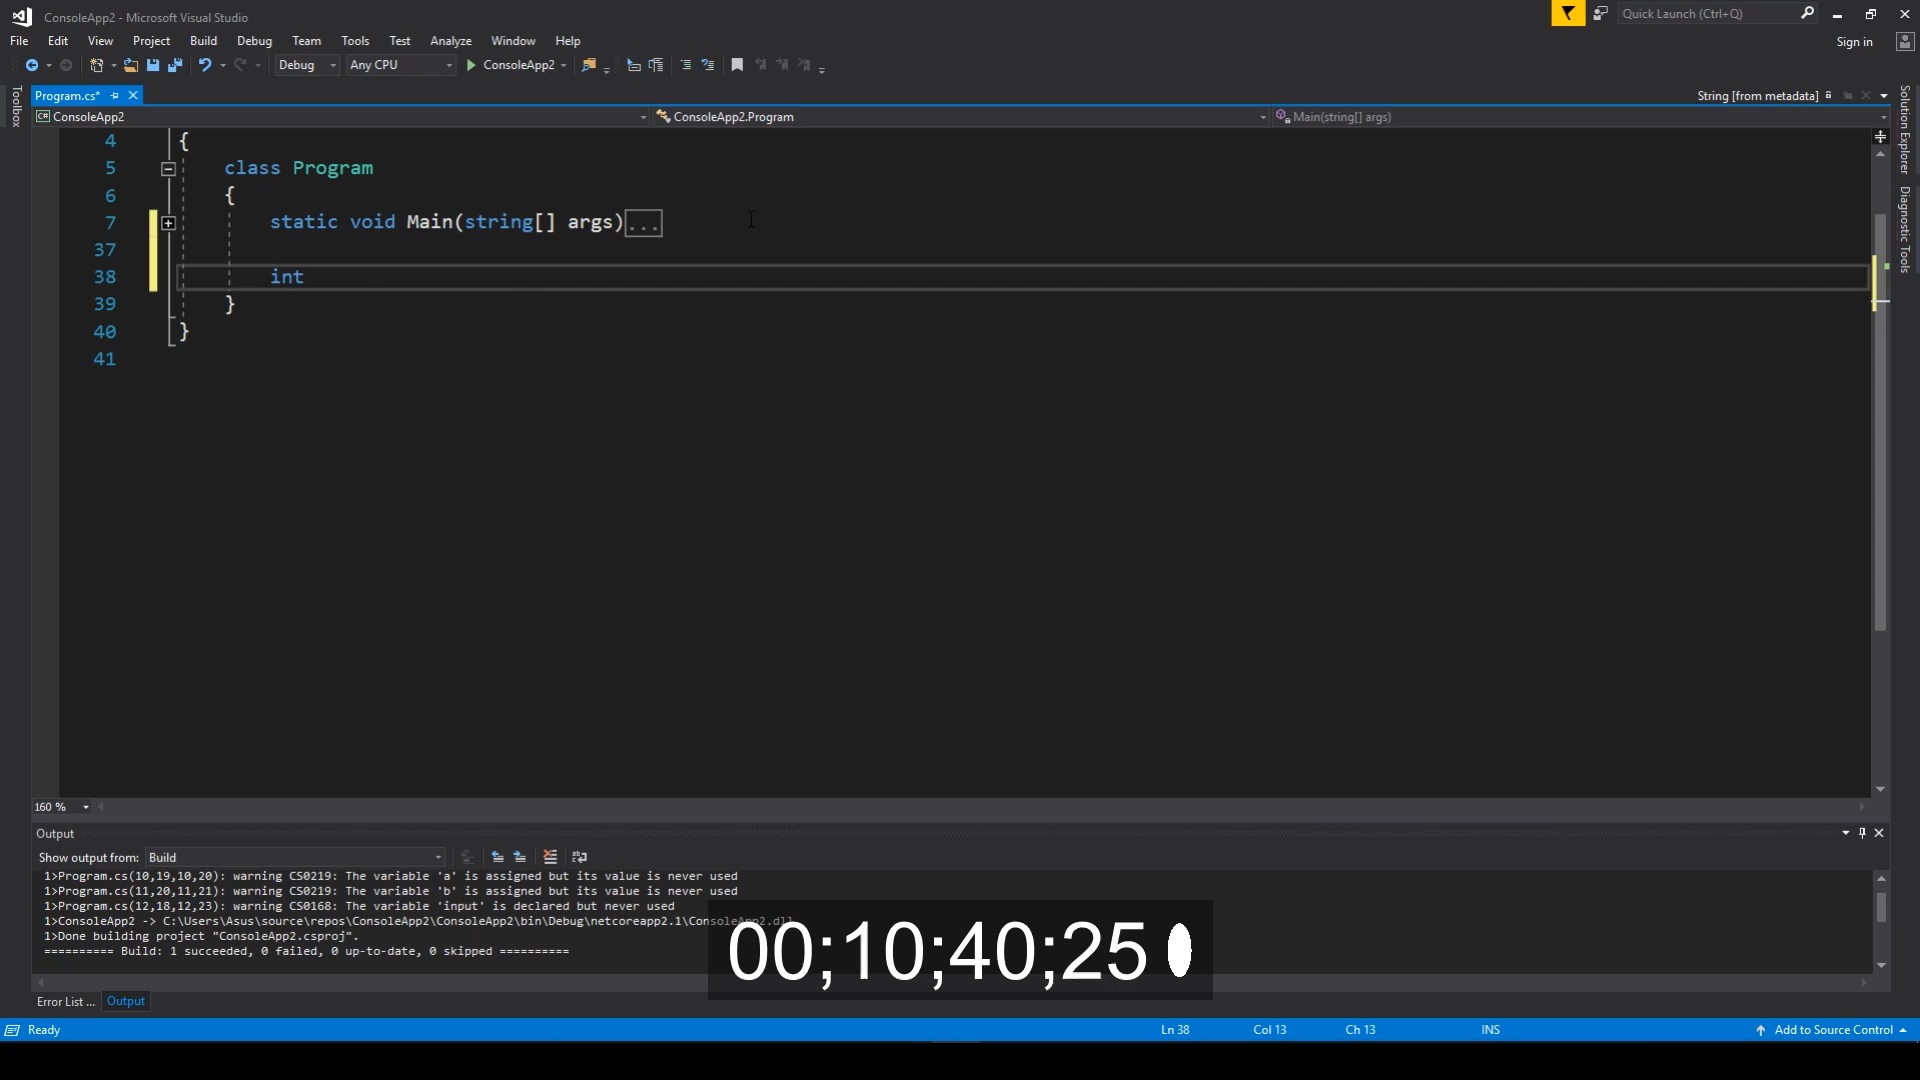 ConsoleApp2 - Microsoft Visual Studio
Quick Launch (Ctrl+Q)
File Edit View Project Build Debug Team Tools Test Analyze Window Help
Sign in
Debug Any CPU ConsoleApp2
Toolbox
Program.cs*
String [from metadata]
Solution Explorer
Diagnostic Tools
ConsoleApp2
ConsoleApp2.Program
Main(string[] args)
4 {
5 class Program
6 {
7 static void Main(string[] args)...
37
38 int
39 }
40 }
41
160 %
Output
Show output from: Build
1>Program.cs(10,19,10,20): warning CS0219: The variable 'a' is assigned but its value is never used
1>Program.cs(11,20,11,21): warning CS0219: The variable 'b' is assigned but its value is never used
1>Program.cs(12,18,12,23): warning CS0168: The variable 'input' is declared but never used
1>ConsoleApp2 -> C:\Users\Asus\source\repos\ConsoleApp2\ConsoleApp2\bin\Debug\netcoreapp2.1\ConsoleApp2.dll
1>Done building project "ConsoleApp2.csproj".
========== Build: 1 succeeded, 0 failed, 0 up-to-date, 0 skipped ==========
00;10;40;25
Error List ... Output
Ready
Ln 38 Col 13 Ch 13 INS
Add to Source Control